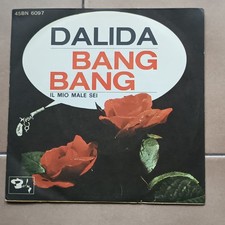 45BN 6097
DALIDA
BANG
BANG
IL MIO MALE SEI